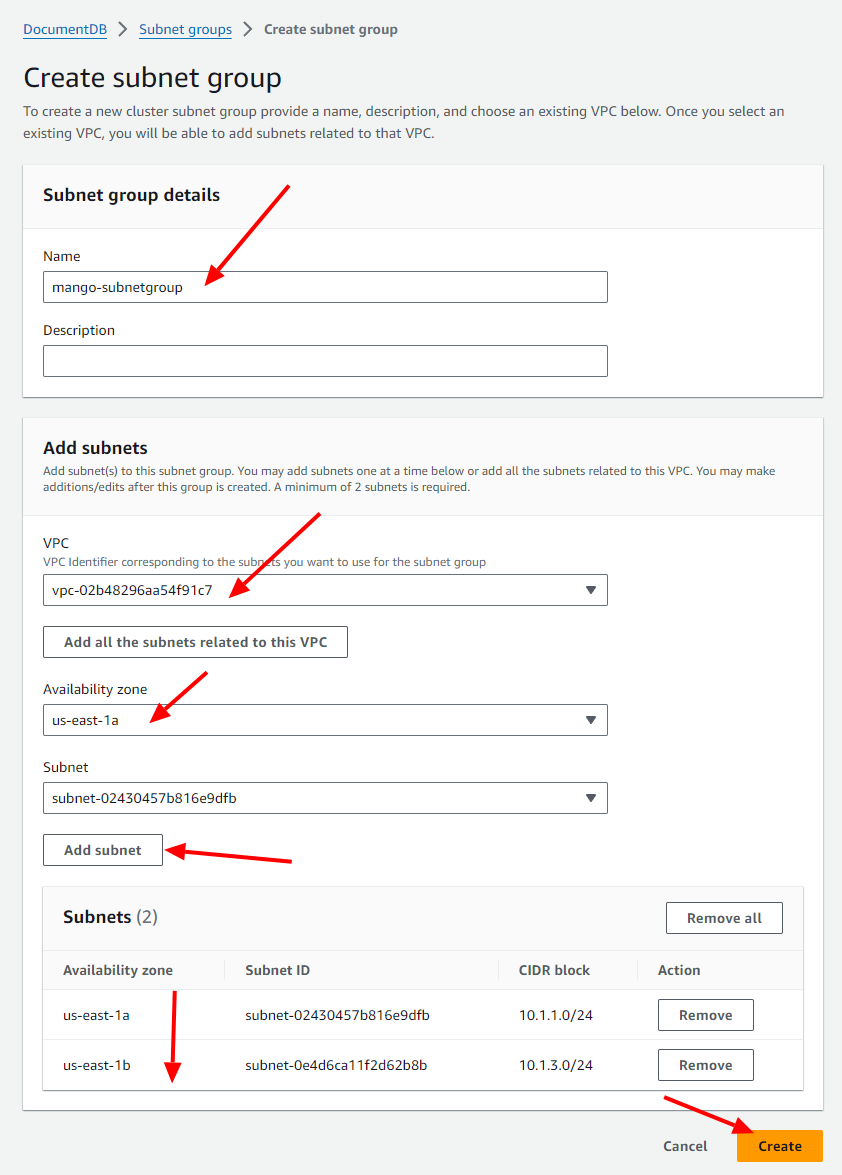 DocumentDB > Subnet groups > Create subnet group
Create subnet group
To create a new cluster subnet group provide a name, description, and choose an existing VPC below. Once you select an
existing VPC, you will be able to add subnets related to that VPC.
Subnet group details
Name
mango-subnetgroup
Description
Add subnets
Add subnet(s) to this subnet group. You may add subnets one at a time below or add all the subnets related to this VPC. You may make
additions/edits after this group is created. A minimum of 2 subnets is required.
VPC
VPC Identifier corresponding to the subnets you want to use for the subnet group
vpc-02b48296aa54f91c7
Add all the subnets related to this VPC
Availability zone
us-east-1a
Subnet
subnet-02430457b816e9dfb
Add subnet
Subnets (2) Remove all
Availability zone Subnet ID CIDR block Action
us-east-1a subnet-02430457b816e9dfb 10.1.1.0/24 Remove
us-east-1b subnet-0e4d6ca11f2d62b8b 10.1.3.0/24 Remove
Cancel Create